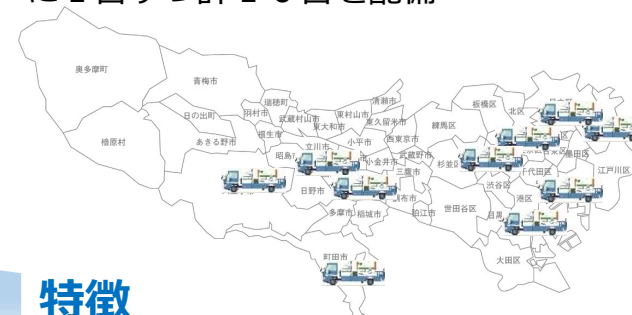 に２台ずつ計１６台を配備
奥多摩町
青梅市
瑞穂町
清瀬市
板橋区
北区
日の出町
羽村市
武蔵村山市
東村山市
東大和市
東久留米市
練馬区
檜原村
あきる野市
福生市
立川市
小平市
西東京市
武蔵野市
杉並区
墨田区
昭島市
小金井市
三鷹市
千代田区
江戸川区
日野市
調布市
渋谷区
港区
多摩市
稲城市
狛江市
世田谷区
目黒
町田市
大田区
特徴